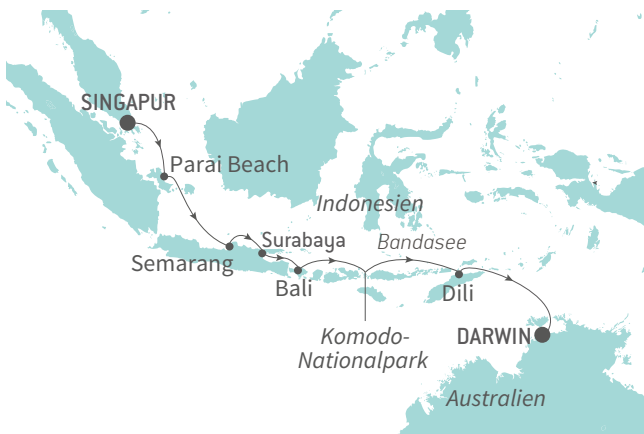 SINGAPUR
Parai Beach
Indonesien
Surabaya
Bandasee
Semarang
Bali
Dili
Komodo-
Nationalpark
DARWIN
Australien